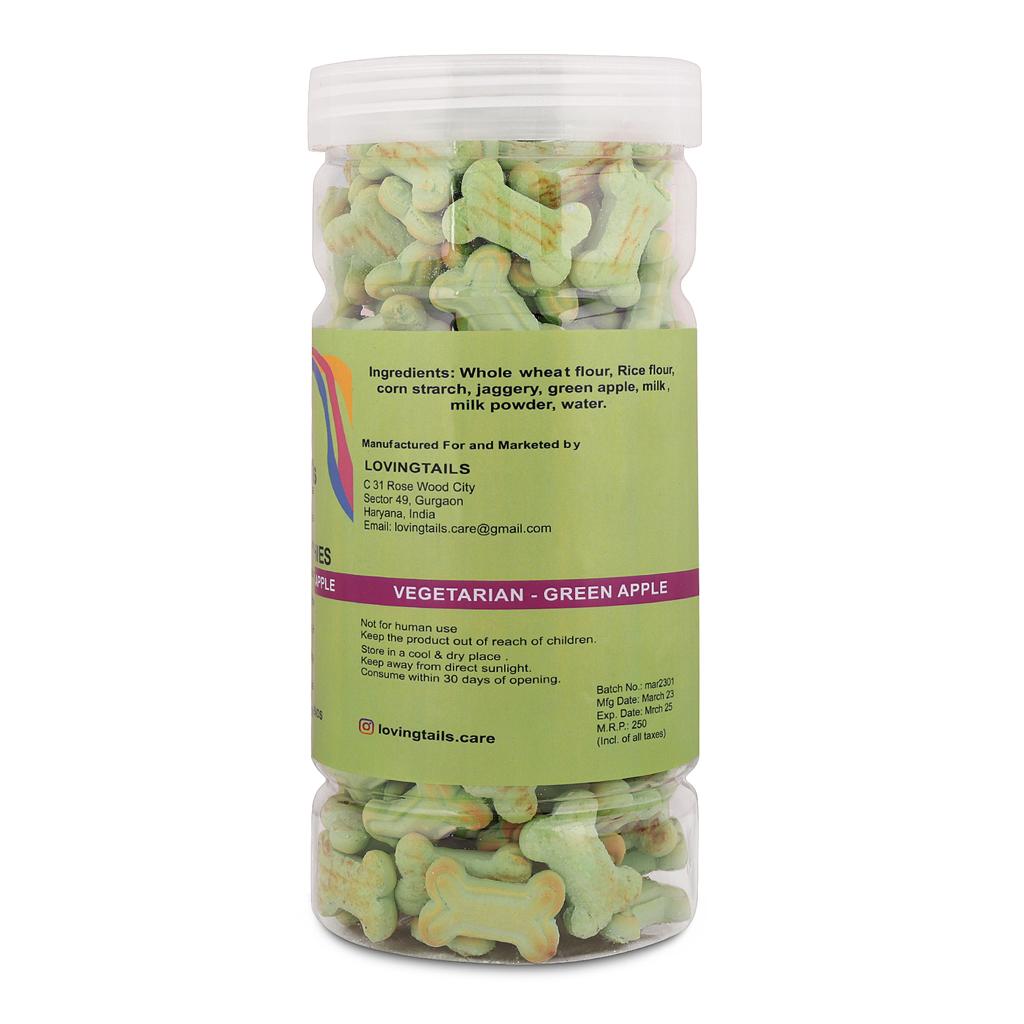 Ingredients: Whole wheat flour, Rice flour,
corn strarch, jaggery, green apple, milk,
milk powder, water.
Manufactured For and Marketed by
LOVINGTAILS
C 31 Rose Wood City
Sector 49, Gurgaon
Haryana, India
Email: lovingtails.care@gmail.com
APPLE
VEGETARIAN - GREEN APPLE
Not for human use
Keep the product out of reach of children.
Store in a cool & dry place .
Keep away from direct sunlight.
Consume within 30 days of opening.
Batch No.: mar2301
Mfg Date: March 23
Exp. Date: Mrch 25
M.R.P.: 250
(Incl. of all taxes)
lovingtails.care